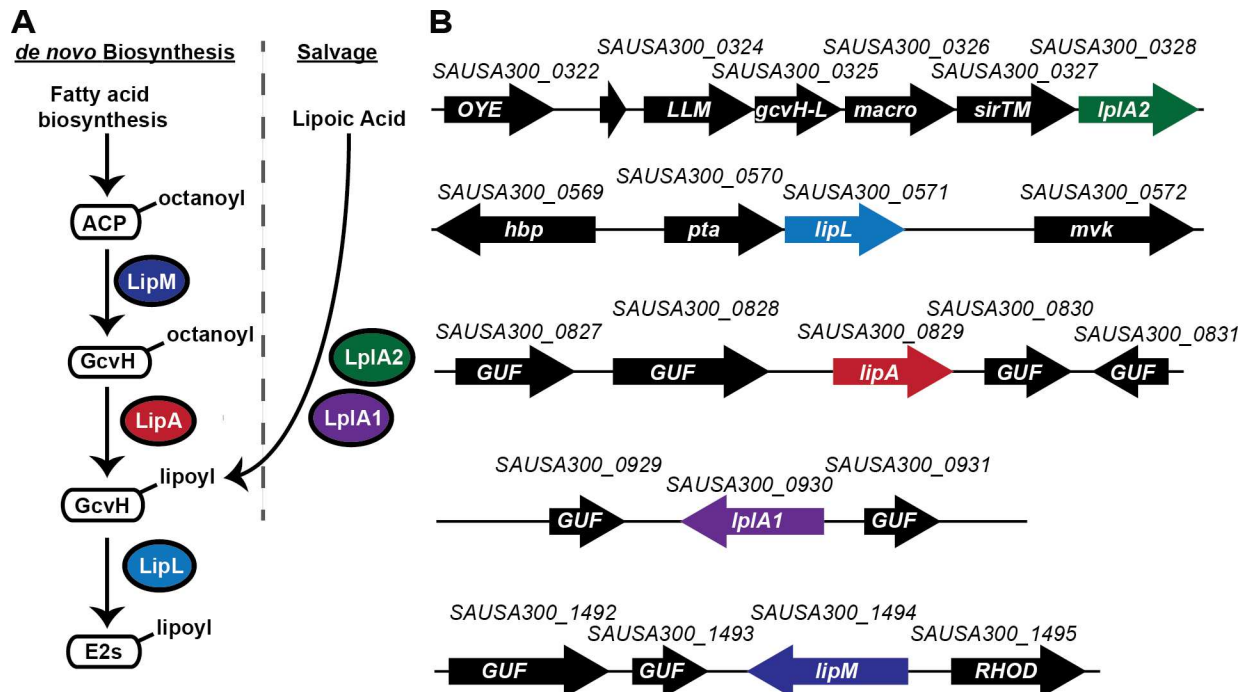 A
de novo Biosynthesis
Salvage
Fatty acid
biosynthesis
Lipoic Acid
octanoyl
ACP
LipM
octanoyl
GcvH
LplA2
LipA
LplA1
lipoyl
GcvH
LipL
lipoyl
E2s
B
SAUSA300_0324 SAUSA300_0326 SAUSA300_0328
SAUSA300_0322 SAUSA300_0325 SAUSA300_0327
OYE LLM gcvH-L macro sirTM lplA2
SAUSA300_0570
SAUSA300_0569 SAUSA300_0571 SAUSA300_0572
hbp pta lipL mvk
SAUSA300_0828 SAUSA300_0830
SAUSA300_0827 SAUSA300_0829 SAUSA300_0831
GUF GUF lipA GUF GUF
SAUSA300_0929 SAUSA300_0931
SAUSA300_0930
GUF lplA1 GUF
SAUSA300_1492 SAUSA300_1494
SAUSA300_1493 SAUSA300_1495
GUF GUF lipM RHOD